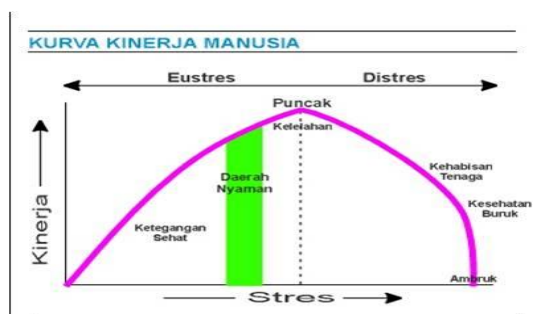 KURVA KINERJA MANUSIA
Eustres
Distres
Puncak
Kelelahan
Daerah
Nyaman
Kehabisan
Tenaga
Kesehatan
Buruk
Ketegangan
Sehat
Kinerja
Ambruk
Stres